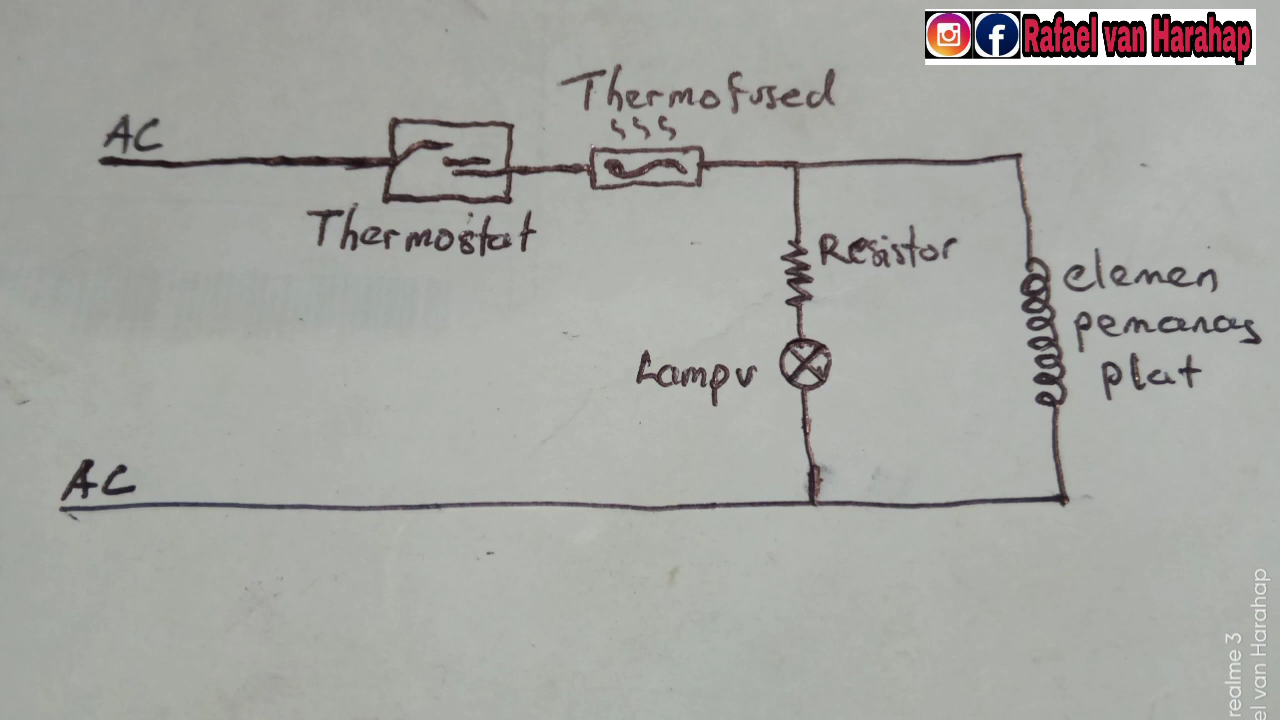 Rafael van Harahap
Thermofused
AC
Thermostat
Resistor
elemen
pemanas
plat
Lampu
AC
realme 3
el van Harahap